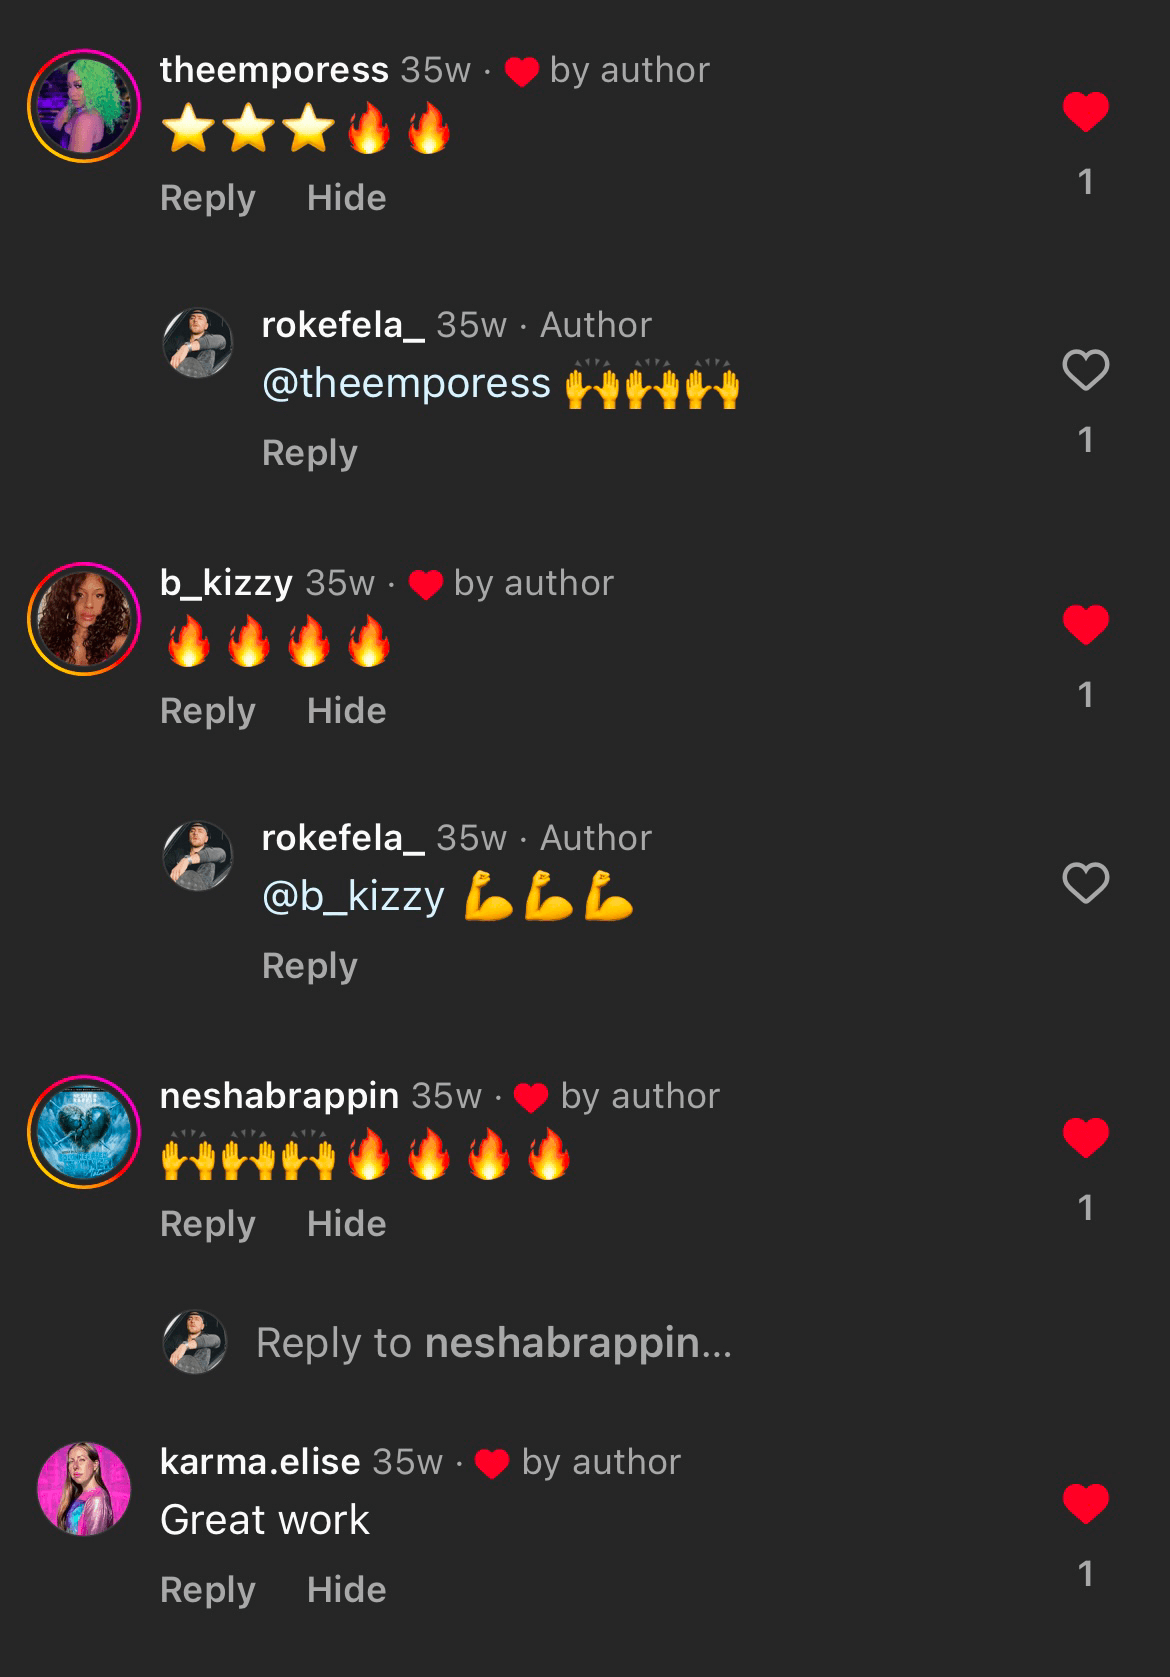 theemporess 35w · ❤️ by author
⭐⭐⭐🔥🔥
1
Reply Hide
rokefela_ 35w · Author
@theemporess 🙌🙌🙌
1
Reply
b_kizzy 35w · ❤️ by author
🔥🔥🔥🔥
1
Reply Hide
rokefela_ 35w · Author
@b_kizzy 💪💪💪
Reply
neshabrappin 35w · ❤️ by author
🙌🙌🙌🔥🔥🔥🔥
1
Reply Hide
Reply to neshabrappin...
karma.elise 35w · ❤️ by author
Great work
1
Reply Hide